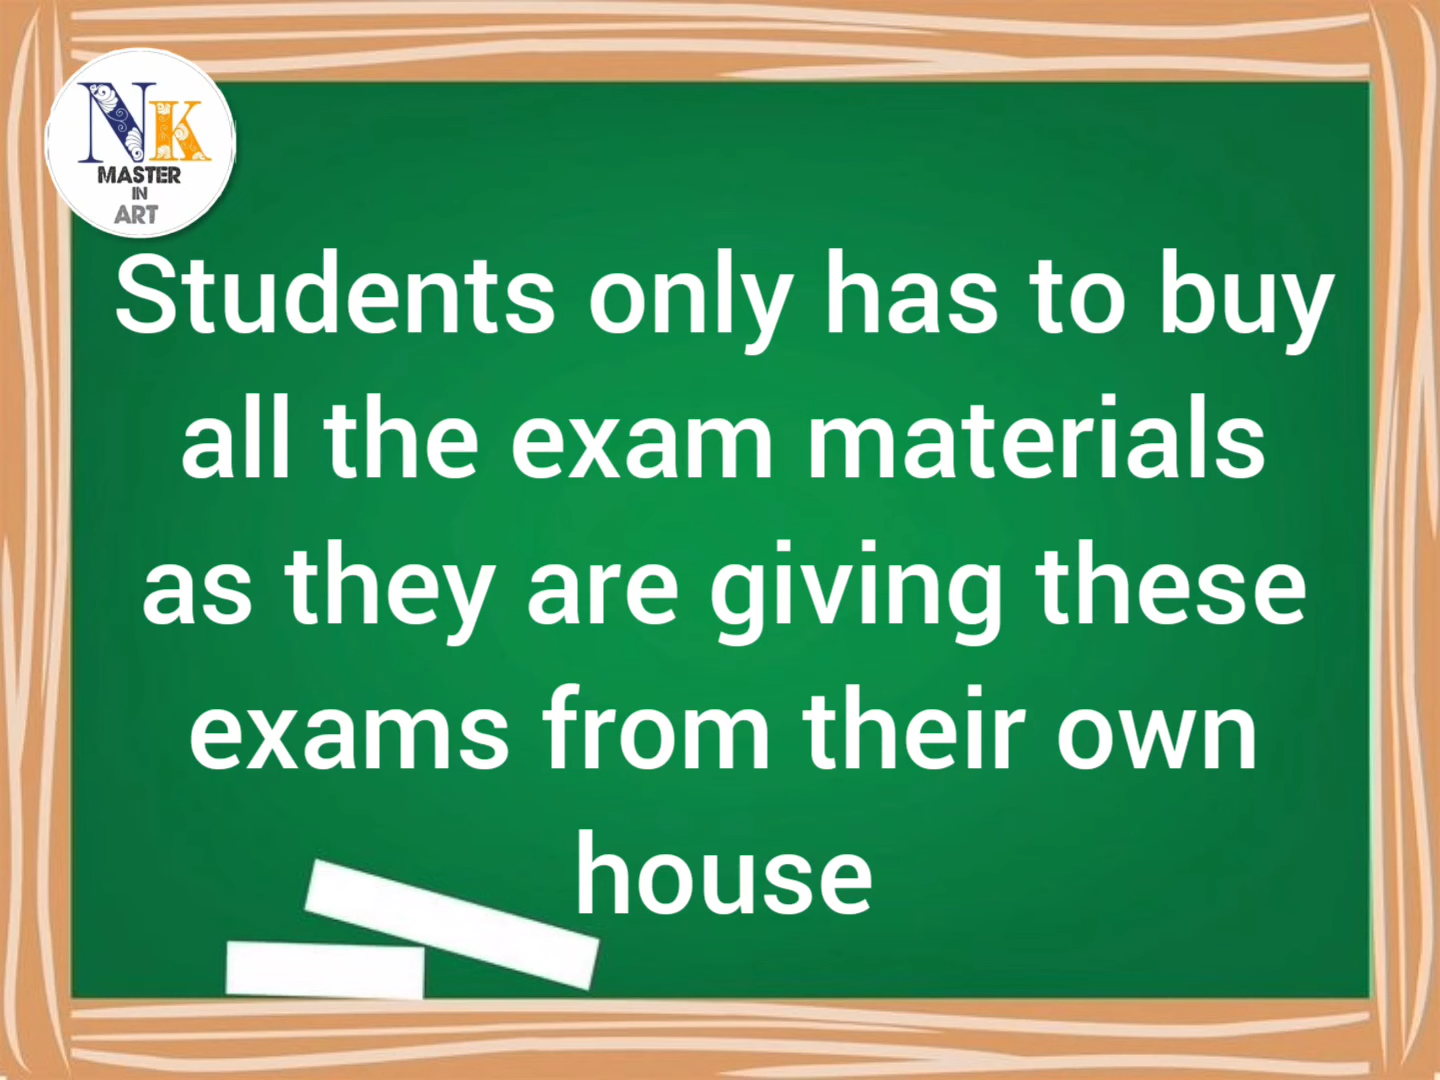 NK
MASTER
IN
ART
Students only has to buy
all the exam materials
as they are giving these
exams from their own
house